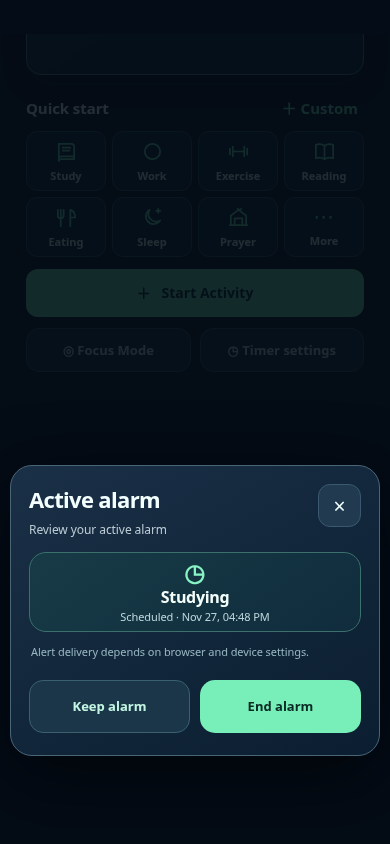 Quick start
+ Custom
Study
Work
Exercise
Reading
Eating
Sleep
Prayer
More
+ Start Activity
◎ Focus Mode
◷ Timer settings
Active alarm
Review your active alarm
×
Studying
Scheduled · Nov 27, 04:48 PM
Alert delivery depends on browser and device settings.
Keep alarm
End alarm